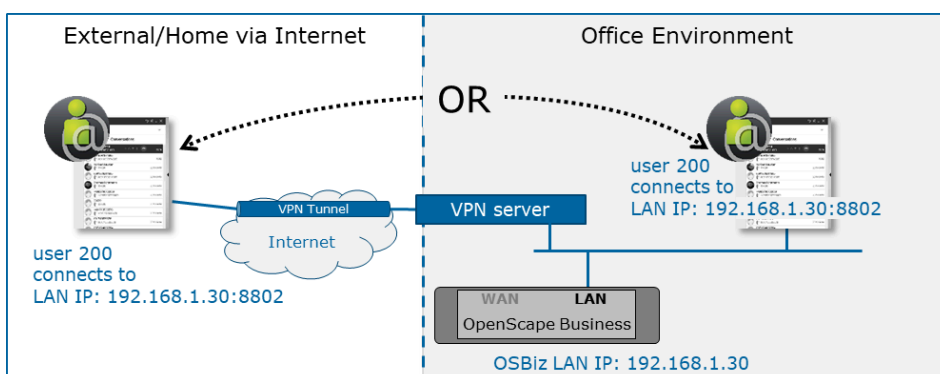 External/Home via Internet
Office Environment
OR
@
@
user 200
connects to
LAN IP: 192.168.1.30:8802
VPN Tunnel
VPN server
Internet
user 200
connects to
LAN IP: 192.168.1.30:8802
WAN LAN
OpenScape Business
OSBiz LAN IP: 192.168.1.30